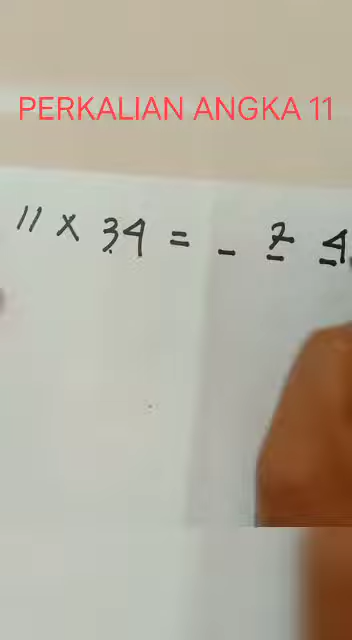 PERKALIAN ANGKA 11
11 × 34 = _ 7 4